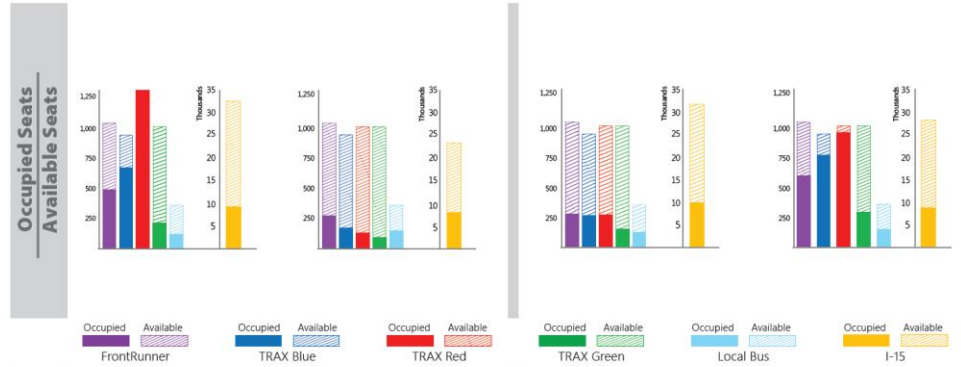 Occupied Seats
Available Seats
1,250
1,000
750
500
250
Thousands
35
30
25
20
15
10
5
1,250
1,000
750
500
250
Thousands
35
30
25
20
15
10
5
1,250
1,000
750
500
250
Thousands
35
30
25
20
15
10
5
1,250
1,000
750
500
250
Thousands
35
30
25
20
15
10
5
Occupied Available
FrontRunner
Occupied Available
TRAX Blue
Occupied Available
TRAX Red
Occupied Available
TRAX Green
Occupied Available
Local Bus
Occupied Available
I-15